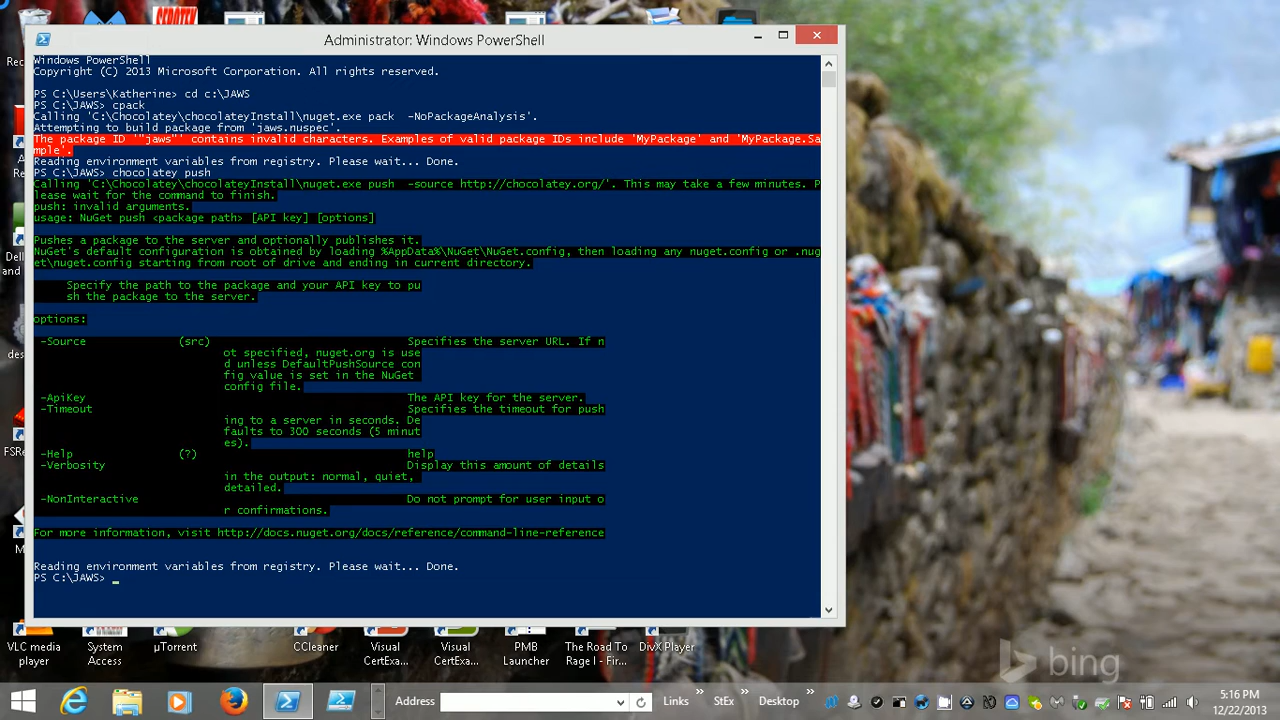 SEROTEK
Administrator: Windows PowerShell
Rec
Windows PowerShell
Copyright (C) 2013 Microsoft Corporation. All rights reserved.
PS C:\Users\Katherine> cd c:\JAWS
PS C:\JAWS> cpack
Calling 'C:\Chocolatey\chocolateyInstall\nuget.exe pack  -NoPackageAnalysis'.
Attempting to build package from 'jaws.nuspec'.
The package ID '"jaws"' contains invalid characters. Examples of valid package IDs include 'MyPackage' and 'MyPackage.Sa
mple'.
Reading environment variables from registry. Please wait... Done.
PS C:\JAWS> chocolatey push
Calling 'C:\Chocolatey\chocolateyInstall\nuget.exe push  -source http://chocolatey.org/'. This may take a few minutes. P
lease wait for the command to finish.
push: invalid arguments.
usage: NuGet push <package path> [API key] [options]
Pushes a package to the server and optionally publishes it.
NuGet's default configuration is obtained by loading %AppData%\NuGet\NuGet.config, then loading any nuget.config or .nug
et\nuget.config starting from root of drive and ending in current directory.
Specify the path to the package and your API key to pu
sh the package to the server.
options:
-Source (src) Specifies the server URL. If n
ot specified, nuget.org is use
d unless DefaultPushSource con
fig value is set in the NuGet
config file.
-ApiKey The API key for the server.
-Timeout Specifies the timeout for push
ing to a server in seconds. De
faults to 300 seconds (5 minut
es).
-Help (?) help
-Verbosity Display this amount of details
in the output: normal, quiet,
detailed.
-NonInteractive Do not prompt for user input o
r confirmations.
For more information, visit http://docs.nuget.org/docs/reference/command-line-reference
Reading environment variables from registry. Please wait... Done.
PS C:\JAWS>
A
Dell
and
des
FSRe
M
VLC media
player
System
Access
µTorrent
CCleaner
Visual
CertExa...
Visual
CertExa...
PMB
Launcher
The Road To
Rage I - Fir...
DivX Player
bing
Address
Links »
StEx »
Desktop »
5:16 PM
12/22/2013